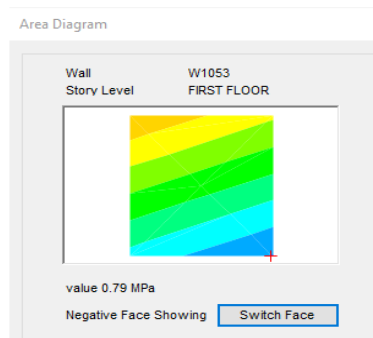 Area Diagram
Wall W1053
Story Level FIRST FLOOR
value 0.79 MPa
Negative Face Showing Switch Face